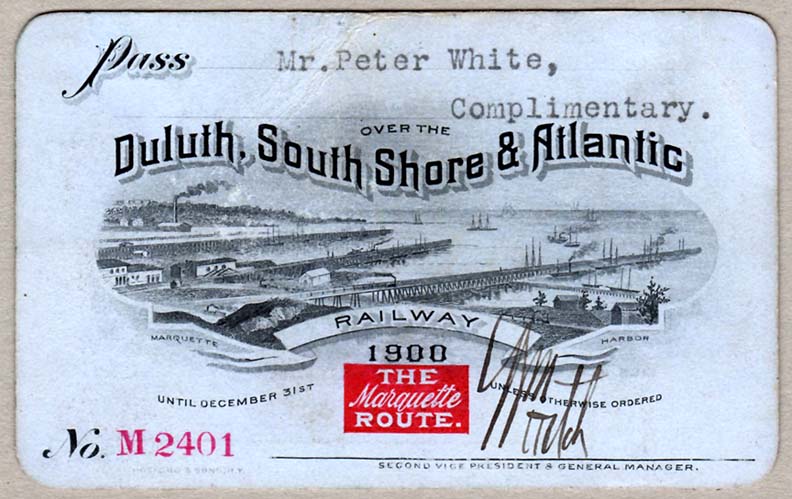 Pass Mr. Peter White,
Complimentary.
OVER THE
Duluth, South Shore & Atlantic
RAILWAY
MARQUETTE
HARBOR
1900
UNTIL DECEMBER 31ST
UNLESS OTHERWISE ORDERED
THE
Marquette
ROUTE.
No. M 2401
SECOND VICE PRESIDENT & GENERAL MANAGER.